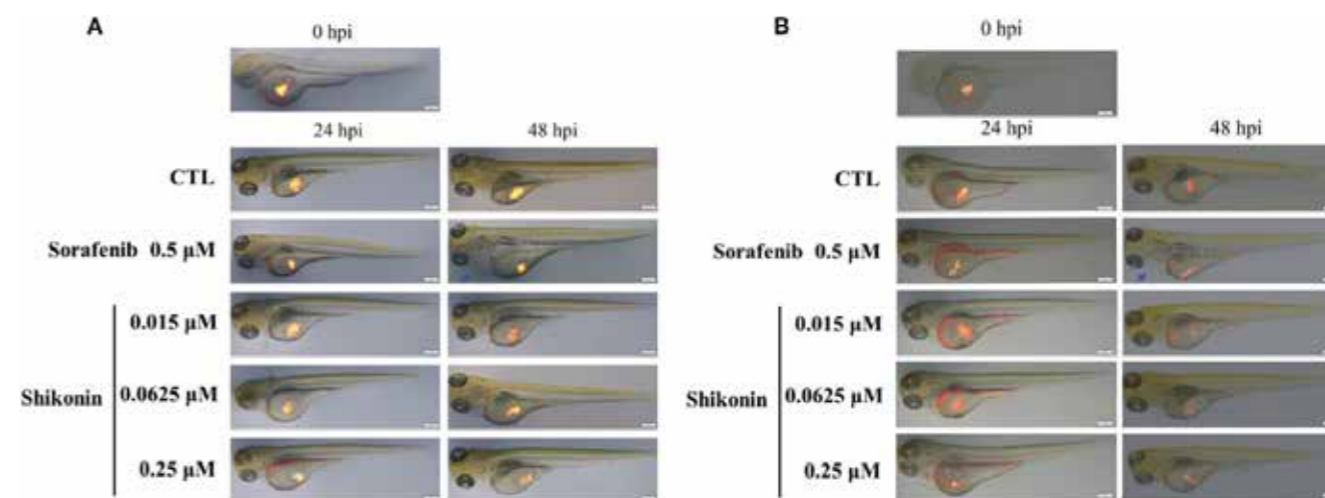 A
0 hpi
24 hpi 48 hpi
CTL
Sorafenib 0.5 μM
0.015 μM
Shikonin 0.0625 μM
0.25 μM
B
0 hpi
24 hpi 48 hpi
CTL
Sorafenib 0.5 μM
0.015 μM
Shikonin 0.0625 μM
0.25 μM